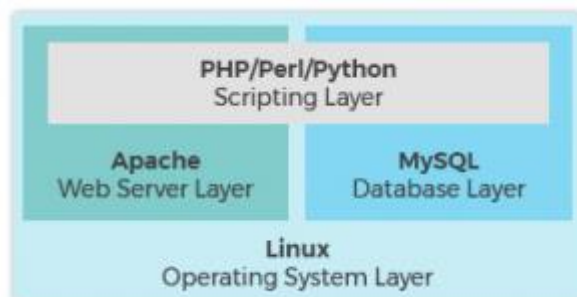 PHP/Perl/Python
Scripting Layer
Apache
Web Server Layer
MySQL
Database Layer
Linux
Operating System Layer